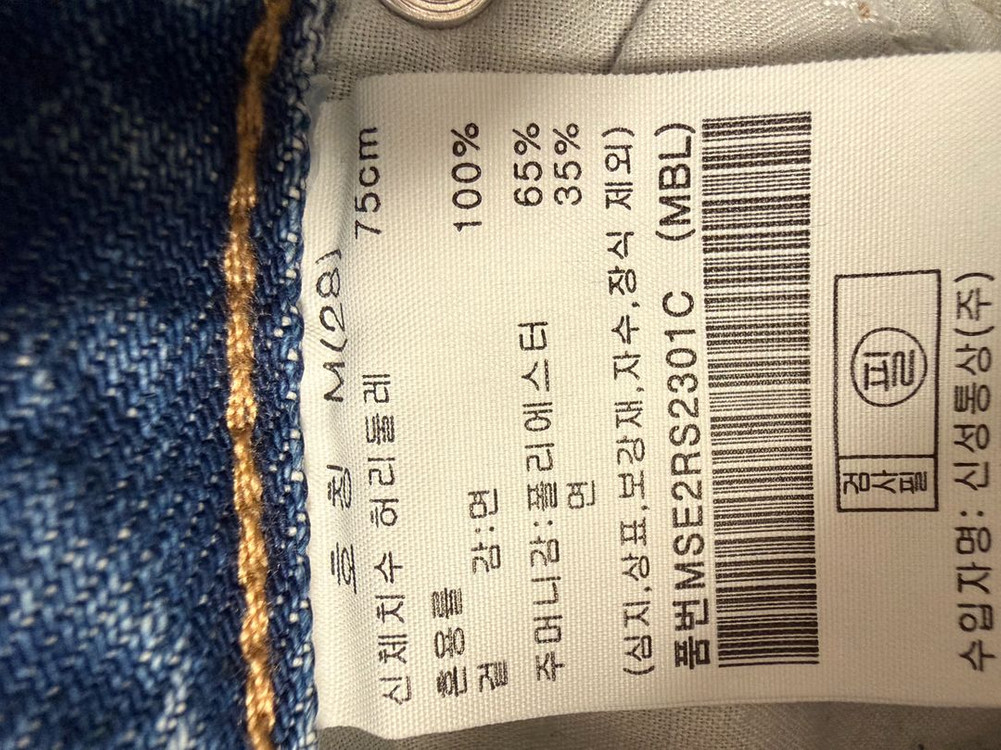 호 칭 M(28)
신체치수 허리둘레 75cm
혼용률
겉 감:면 100%
주머니감:폴리에스터 65%
면 35%
(심지,상표,보강재,자수,장식 제외)
품번MSE2RS2301C (MBL)
검사필 필
수입자명: 신성통상(주)